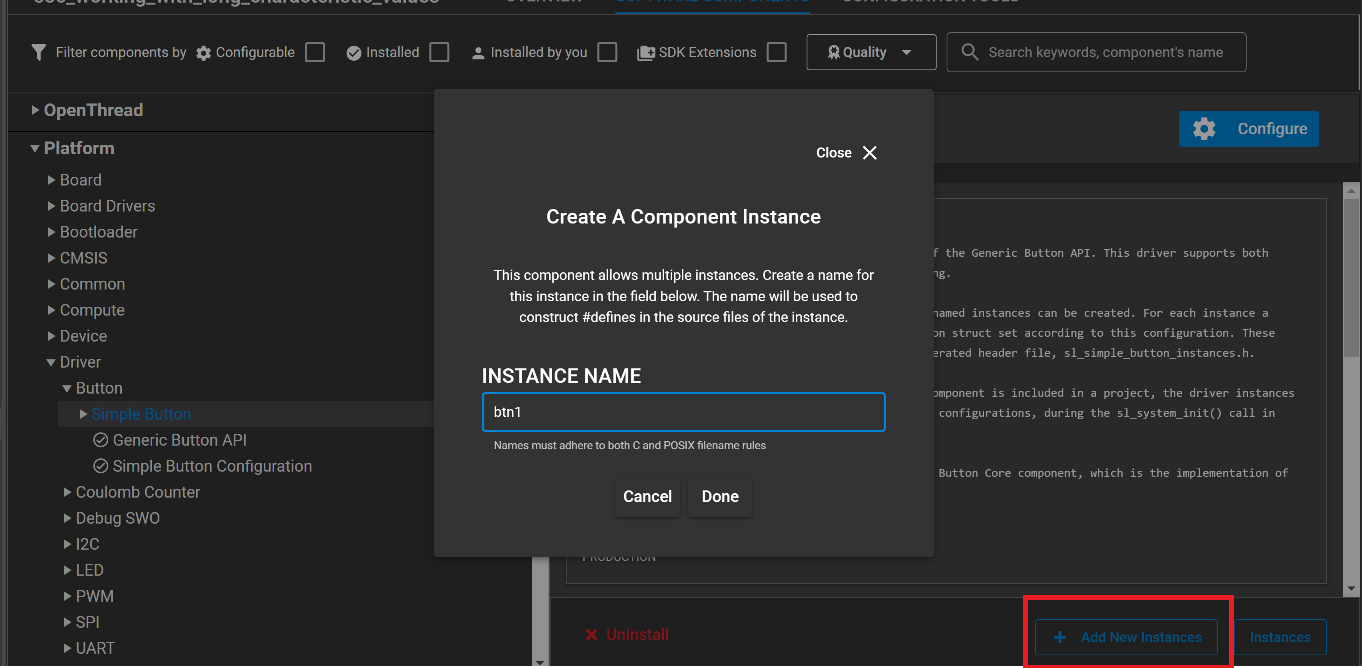 Filter components by Configurable Installed Installed by you SDK Extensions Quality Search keywords, component's name
OpenThread
Platform
Board
Board Drivers
Bootloader
CMSIS
Common
Compute
Device
Driver
Button
Simple Button
Generic Button API
Simple Button Configuration
Coulomb Counter
Debug SWO
I2C
LED
PWM
SPI
UART
Close
Create A Component Instance
This component allows multiple instances. Create a name for
this instance in the field below. The name will be used to
construct #defines in the source files of the instance.
INSTANCE NAME
btn1
Names must adhere to both C and POSIX filename rules
Cancel Done
Configure
f the Generic Button API. This driver supports both
ng.
named instances can be created. For each instance a
on struct set according to this configuration. These
erated header file, sl_simple_button_instances.h.
omponent is included in a project, the driver instances
configurations, during the sl_system_init() call in
Button Core component, which is the implementation of
PRODUCTION
Uninstall
Add New Instances
Instances